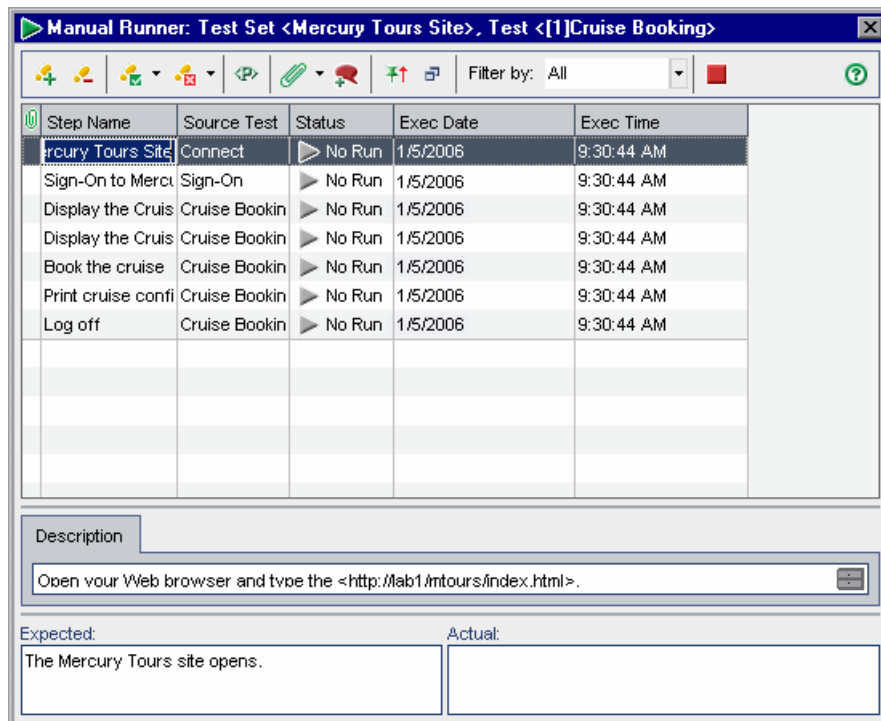 Manual Runner: Test Set <Mercury Tours Site>, Test <[1]Cruise Booking>
<P> Filter by: All
Step Name Source Test Status Exec Date Exec Time
rcury Tours Site Connect No Run 1/5/2006 9:30:44 AM
Sign-On to Mercu Sign-On No Run 1/5/2006 9:30:44 AM
Display the Cruis Cruise Bookin No Run 1/5/2006 9:30:44 AM
Display the Cruis Cruise Bookin No Run 1/5/2006 9:30:44 AM
Book the cruise Cruise Bookin No Run 1/5/2006 9:30:44 AM
Print cruise confi Cruise Bookin No Run 1/5/2006 9:30:44 AM
Log off Cruise Bookin No Run 1/5/2006 9:30:44 AM
Description
Open your Web browser and type the <http://lab1/mtours/index.html>.
Expected: Actual:
The Mercury Tours site opens.